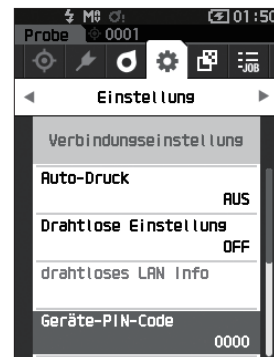 M 01:50
Probe 0001
-JOB
Einstellung
Verbindungseinstellung
Auto-Druck
AUS
Drahtlose Einstellung
OFF
drahtloses LAN Info
Geräte-PIN-Code
0000